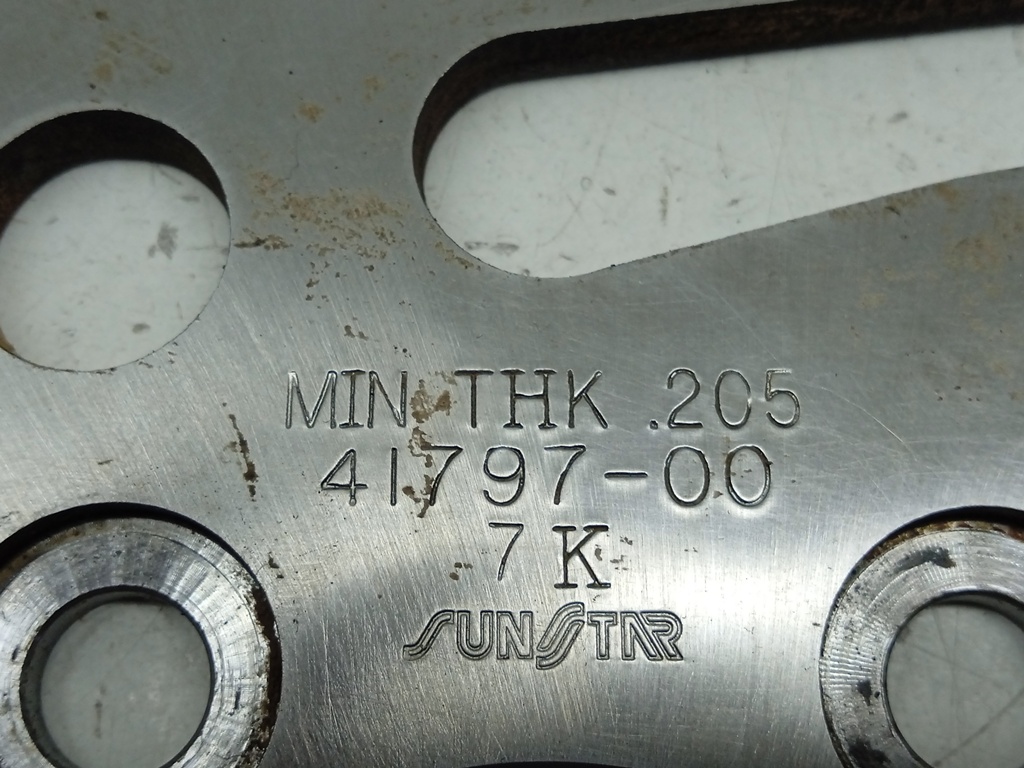 MIN THK .205
41797-00
7 K
SUNSTAR